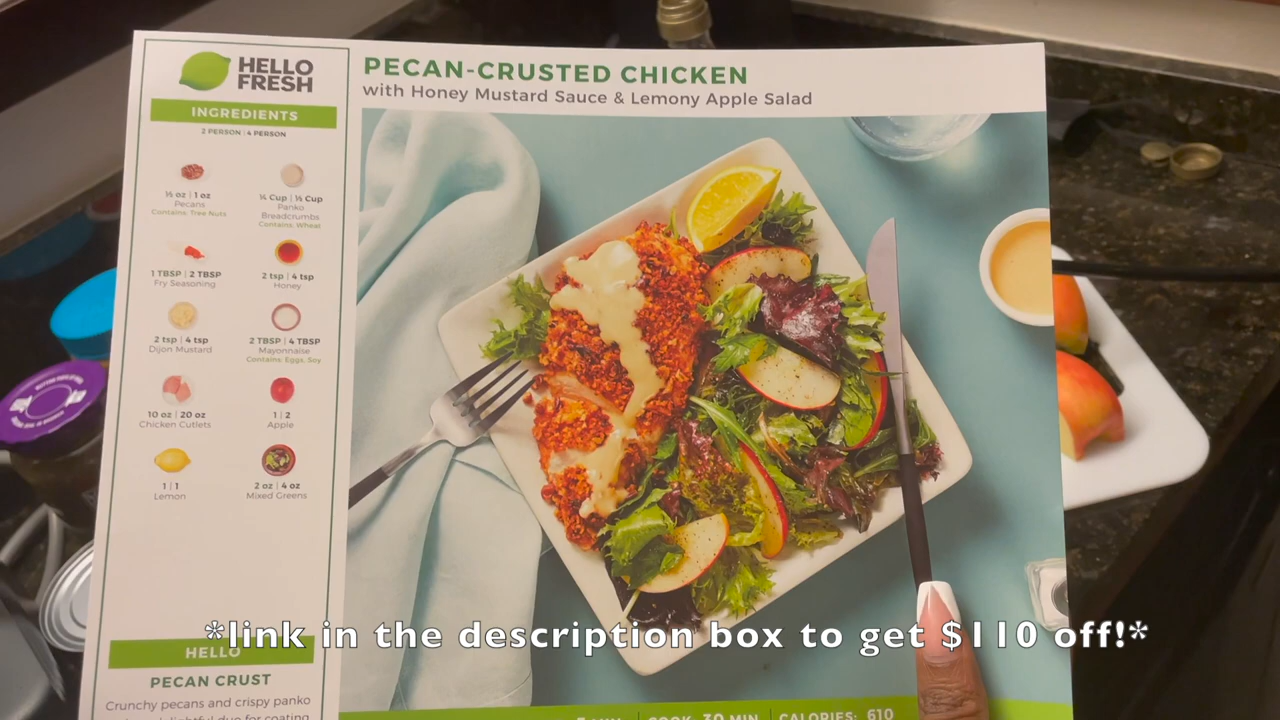 HELLO
FRESH
INGREDIENTS
2 PERSON | 4 PERSON
½ oz | 1 oz
Pecans
Contains: Tree Nuts
¼ Cup | ½ Cup
Panko
Breadcrumbs
Contains: Wheat
1 TBSP | 2 TBSP
Fry Seasoning
2 tsp | 4 tsp
Honey
2 tsp | 4 tsp
Dijon Mustard
2 TBSP | 4 TBSP
Mayonnaise
Contains: Eggs, Soy
10 oz | 20 oz
Chicken Cutlets
1 | 2
Apple
1 | 1
Lemon
2 oz | 4 oz
Mixed Greens
HELLO
PECAN CRUST
Crunchy pecans and crispy panko
PECAN-CRUSTED CHICKEN
with Honey Mustard Sauce & Lemony Apple Salad
COOK: 30 MIN | CALORIES: 610
*link in the description box to get $110 off!*